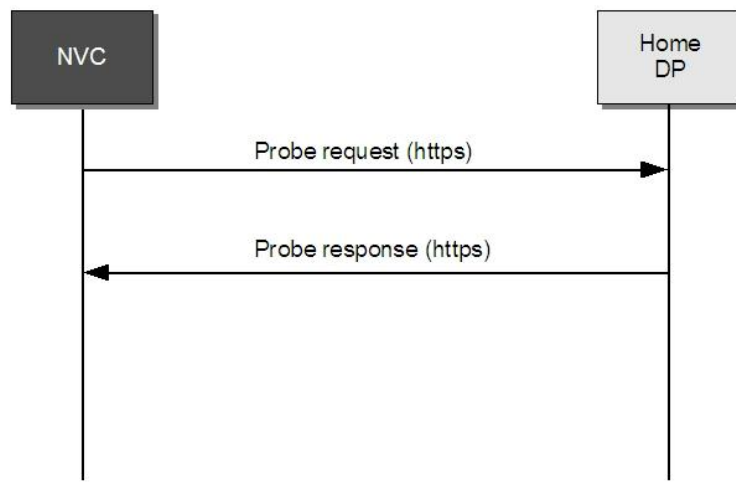 NVC
Home
DP
Probe request (https)
Probe response (https)